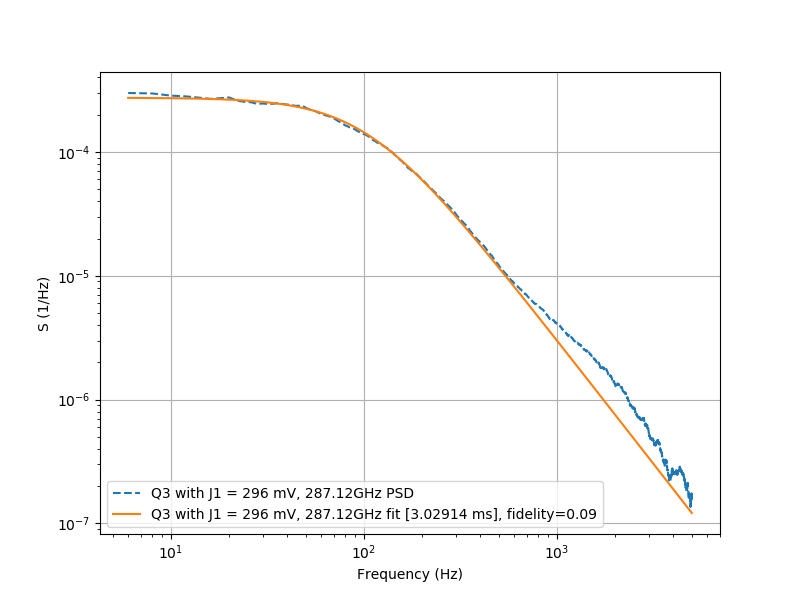 10⁻⁴
10⁻⁵
10⁻⁶
10⁻⁷
S (1/Hz)
Q3 with J1 = 296 mV, 287.12GHz PSD
Q3 with J1 = 296 mV, 287.12GHz fit [3.02914 ms], fidelity=0.09
10¹ 10² 10³
Frequency (Hz)